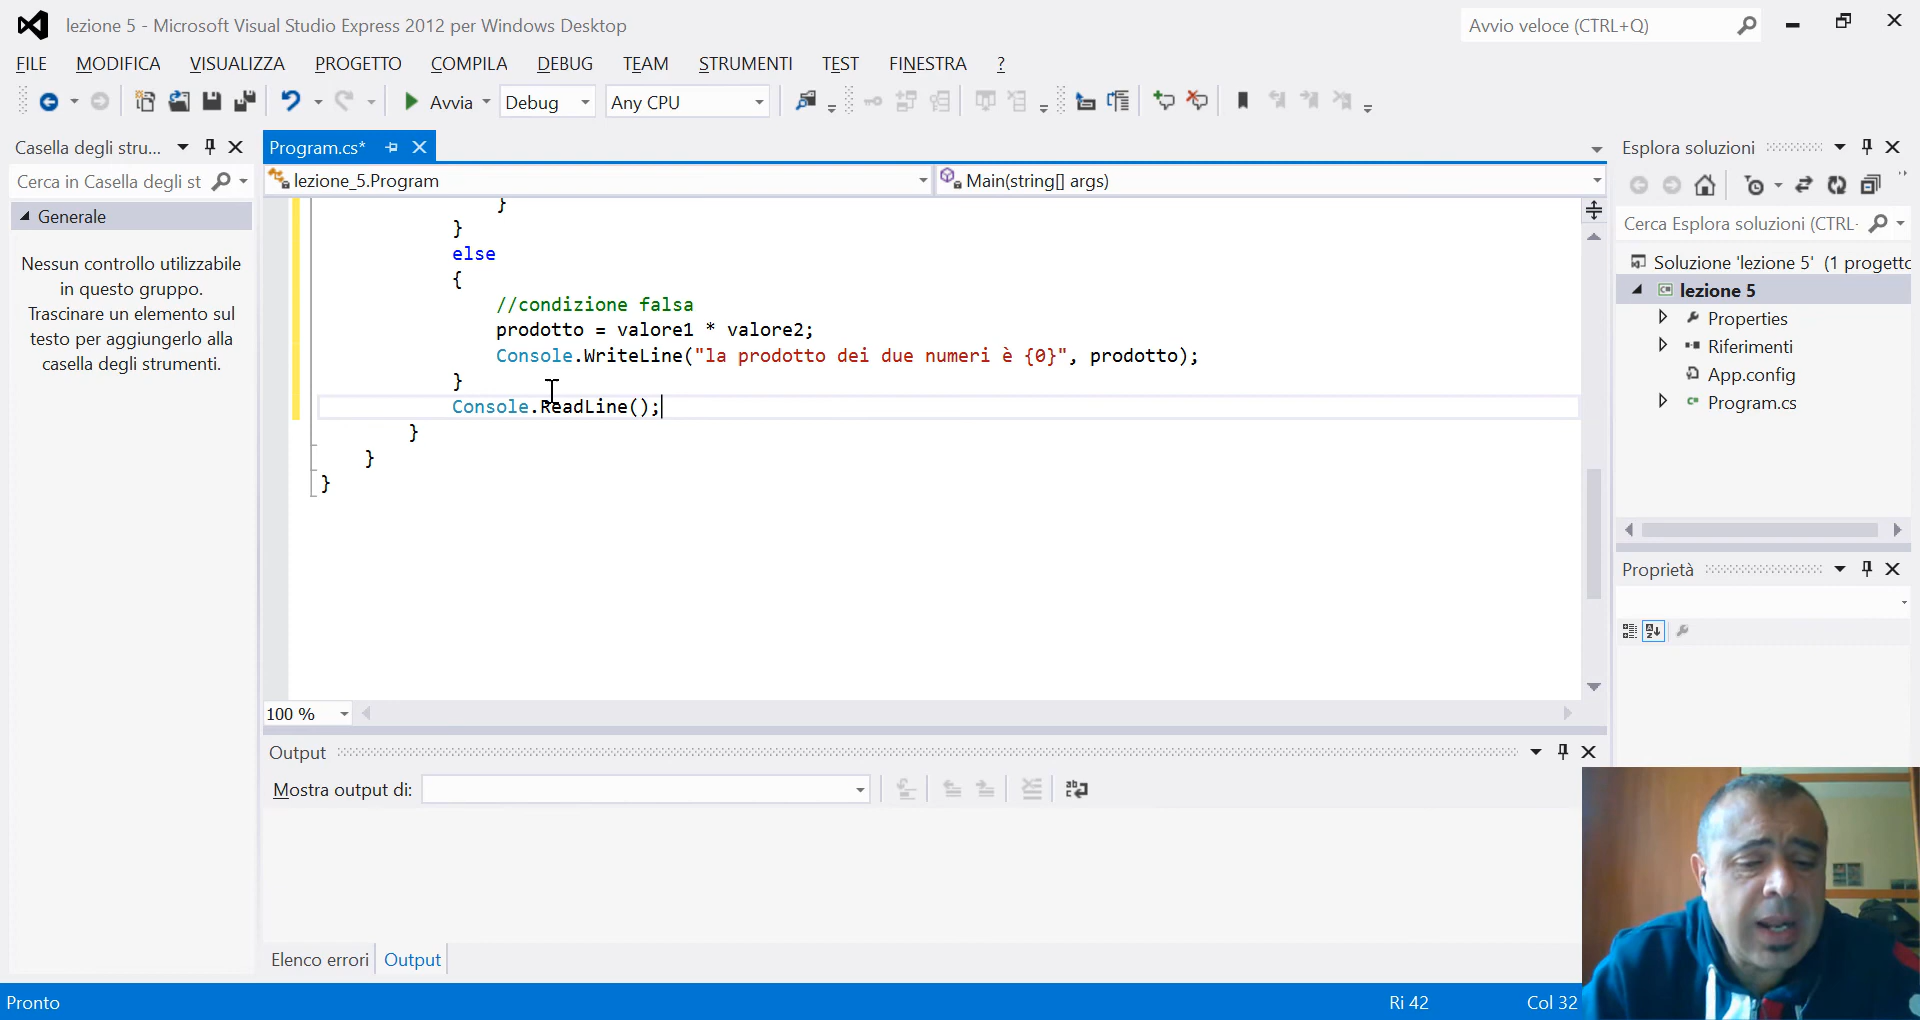 lezione 5 - Microsoft Visual Studio Express 2012 per Windows Desktop
Avvio veloce (CTRL+Q)
FILE MODIFICA VISUALIZZA PROGETTO COMPILA DEBUG TEAM STRUMENTI TEST FINESTRA ?
Avvia Debug Any CPU
Casella degli stru...
Cerca in Casella degli st
Generale
Nessun controllo utilizzabile
in questo gruppo.
Trascinare un elemento sul
testo per aggiungerlo alla
casella degli strumenti.
Program.cs*
lezione_5.Program
Main(string[] args)
}
}
else
{
//condizione falsa
prodotto = valore1 * valore2;
Console.WriteLine("la prodotto dei due numeri è {0}", prodotto);
}
Console.ReadLine();
}
}
}
100 %
Output
Mostra output di:
Elenco errori Output
Esplora soluzioni
Cerca Esplora soluzioni (CTRL-
Soluzione 'lezione 5' (1 progetto
lezione 5
Properties
Riferimenti
App.config
Program.cs
Proprietà
Pronto
Ri 42
Col 32